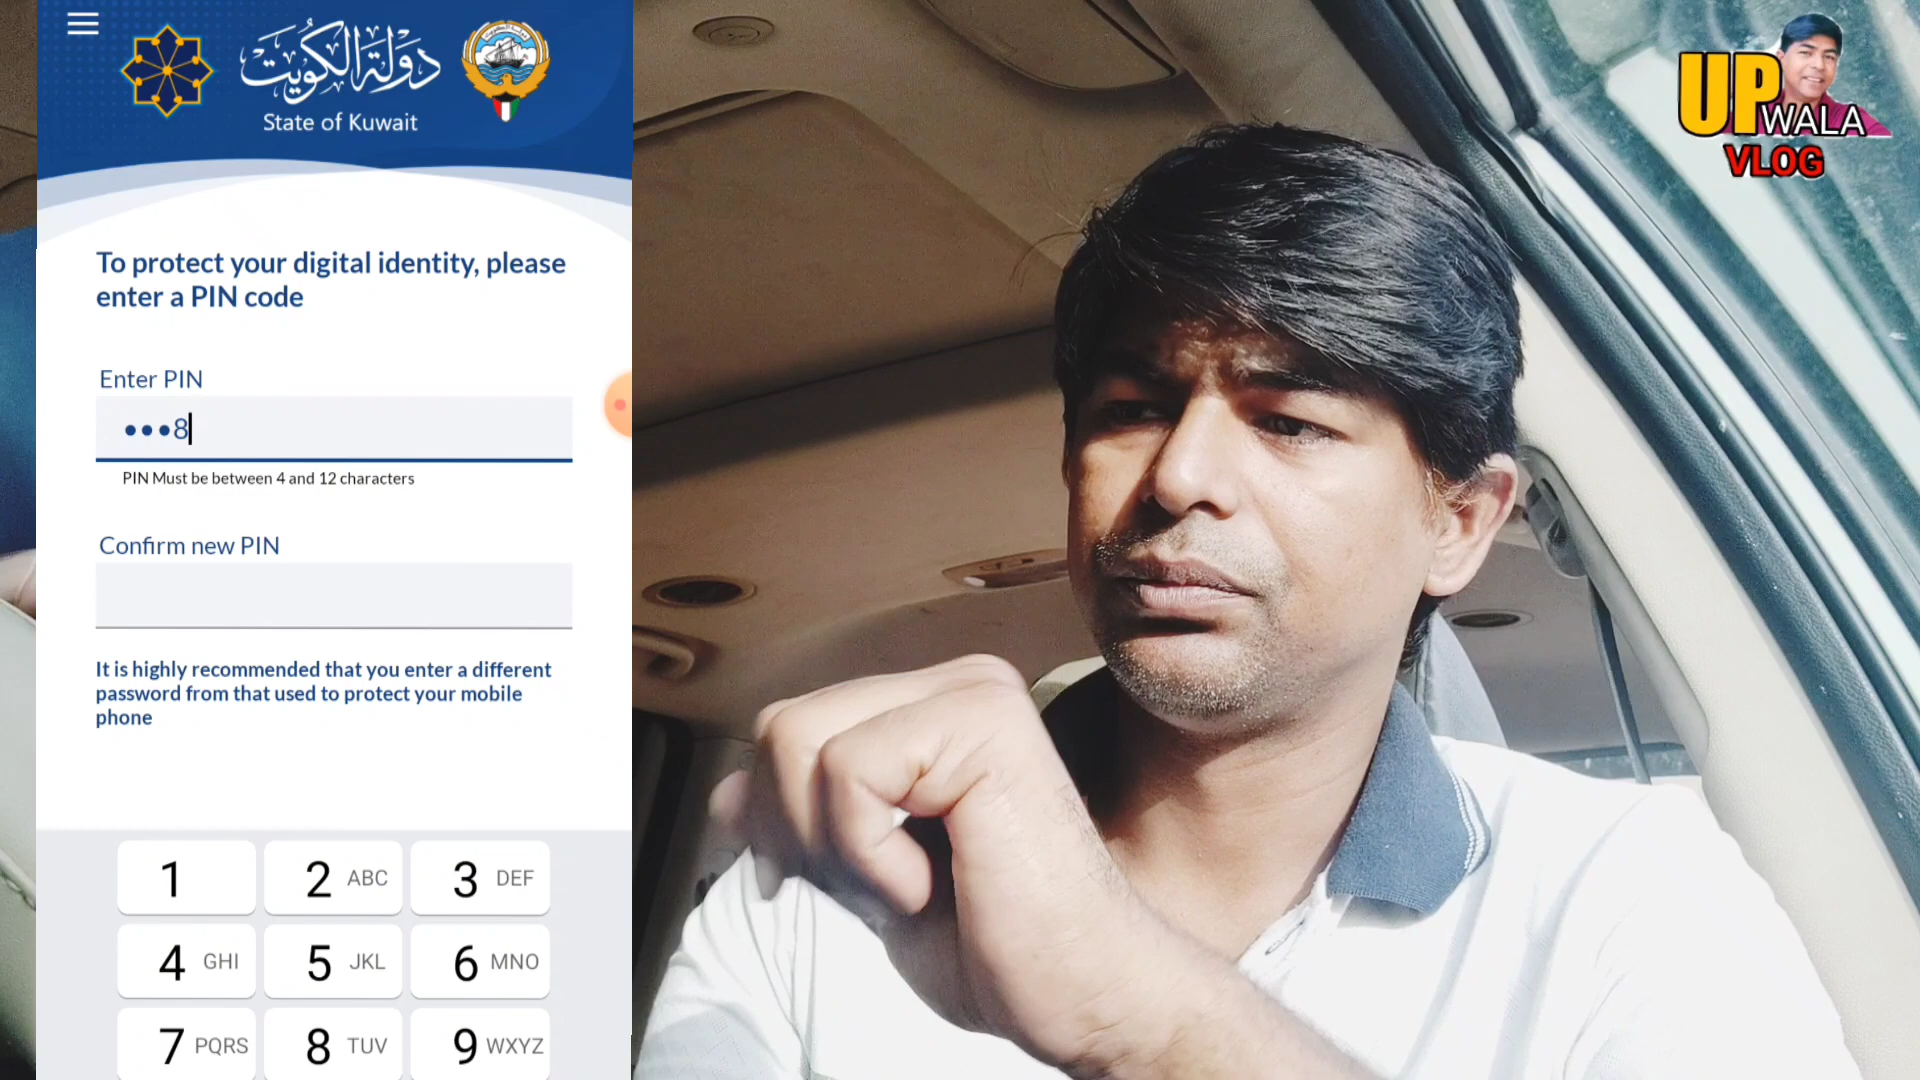 دولة الكويت
State of Kuwait
To protect your digital identity, please
enter a PIN code
Enter PIN
•••8
PIN Must be between 4 and 12 characters
Confirm new PIN
It is highly recommended that you enter a different
password from that used to protect your mobile
phone
1
2 ABC
3 DEF
4 GHI
5 JKL
6 MNO
7 PQRS
8 TUV
9 WXYZ
UP
WALA
VLOG